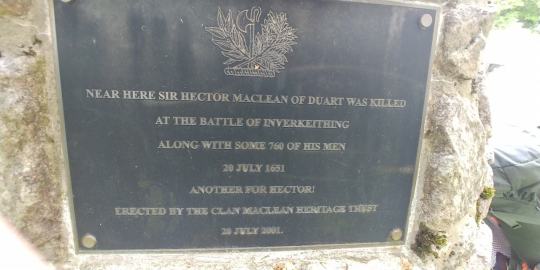 NEAR HERE SIR HECTOR MACLEAN OF DUART WAS KILLED
AT THE BATTLE OF INVERKEITHING
ALONG WITH SOME 760 OF HIS MEN
20 JULY 1651
ANOTHER FOR HECTOR!
ERECTED BY THE CLAN MACLEAN HERITAGE TRUST
20 JULY 2001.